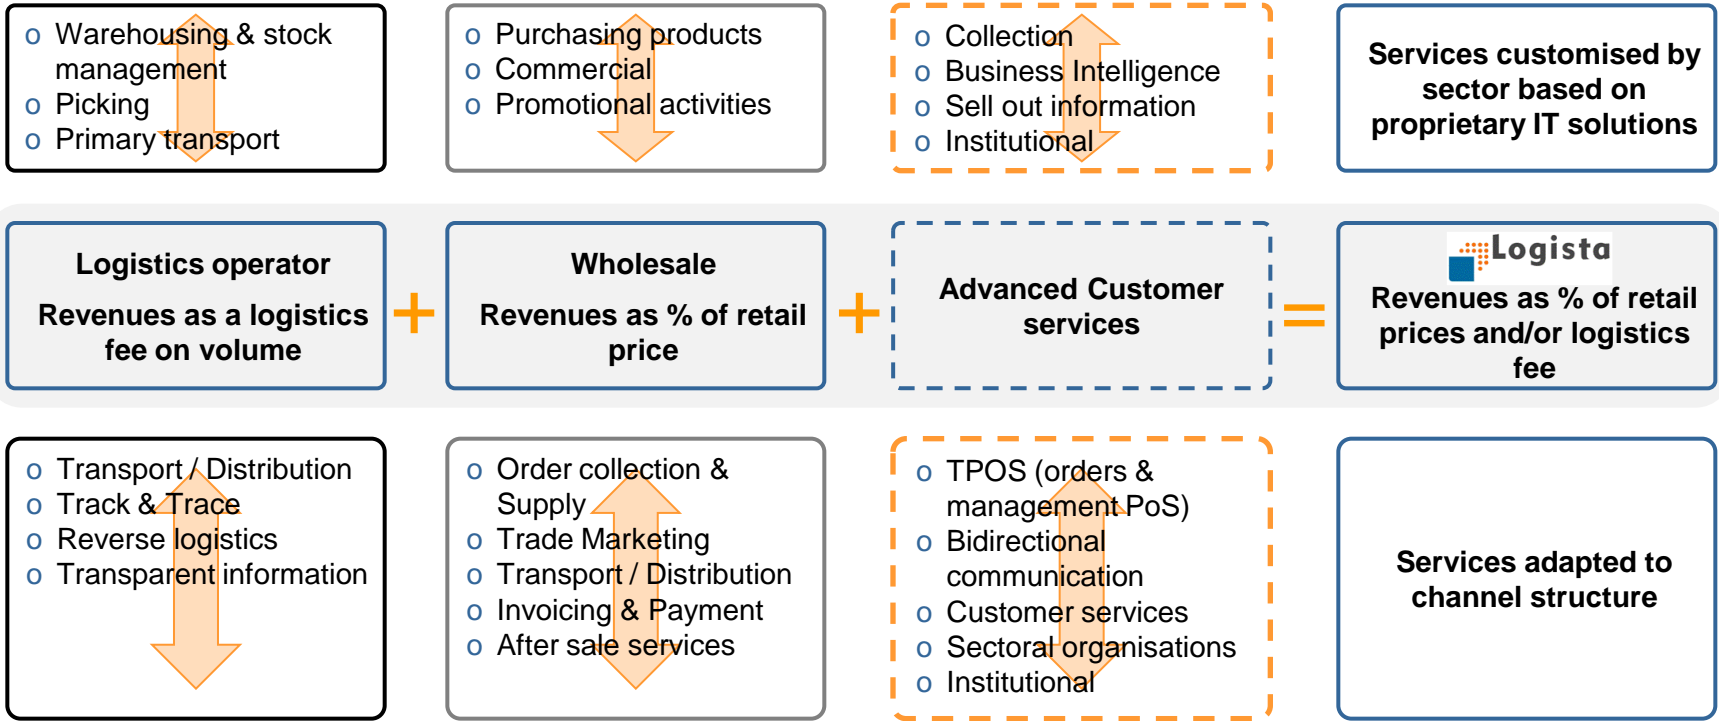 o Warehousing & stock
management
o Picking
o Primary transport
o Purchasing products
o Commercial
o Promotional activities
o Collection
o Business Intelligence
o Sell out information
o Institutional
Services customised by
sector based on
proprietary IT solutions
Logistics operator
Revenues as a logistics
fee on volume
+
Wholesale
Revenues as % of retail
price
+
Advanced Customer
services
=
Logista
Revenues as % of retail
prices and/or logistics
fee
o Transport / Distribution
o Track & Trace
o Reverse logistics
o Transparent information
o Order collection &
Supply
o Trade Marketing
o Transport / Distribution
o Invoicing & Payment
o After sale services
o TPOS (orders &
management PoS)
o Bidirectional
communication
o Customer services
o Sectoral organisations
o Institutional
Services adapted to
channel structure